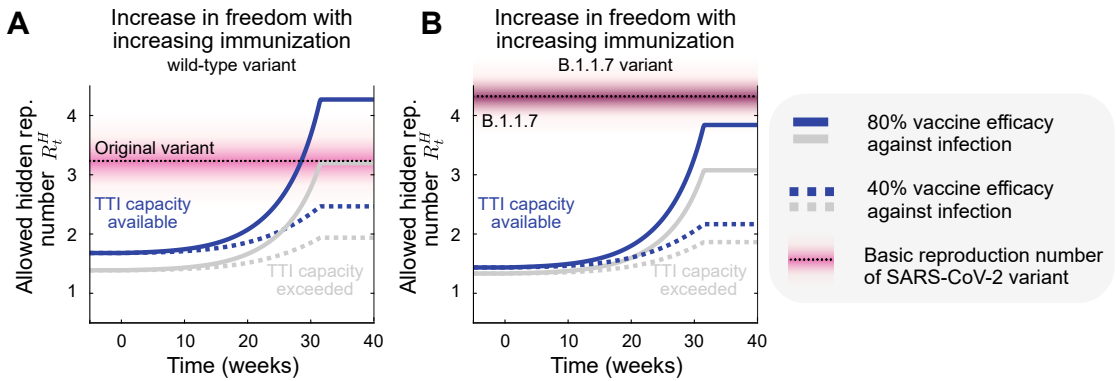 A
Increase in freedom with
increasing immunization
wild-type variant
Allowed hidden rep.
number R_t^H
4
3
2
1
Original variant
TTI capacity
available
TTI capacity
exceeded
0
10
20
30
40
Time (weeks)
B
Increase in freedom with
increasing immunization
B.1.1.7 variant
Allowed hidden rep.
number R_t^H
4
3
2
1
B.1.1.7
TTI capacity
available
TTI capacity
exceeded
0
10
20
30
40
Time (weeks)
80% vaccine efficacy
against infection
40% vaccine efficacy
against infection
Basic reproduction number
of SARS-CoV-2 variant